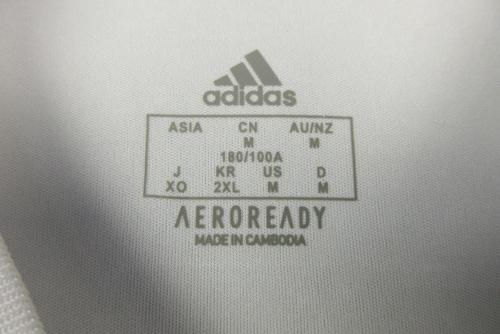 adidas
ASIA CN AU/NZ
M M
180/100A
J KR US D
XO 2XL M M
AEROREADY
MADE IN CAMBODIA